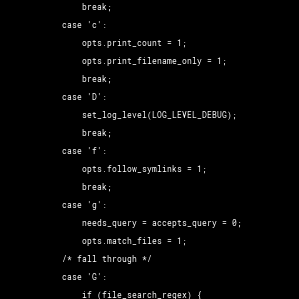 break;
case 'c':
opts.print_count = 1;
opts.print_filename_only = 1;
break;
case 'D':
set_log_level(LOG_LEVEL_DEBUG);
break;
case 'f':
opts.follow_symlinks = 1;
break;
case 'g':
needs_query = accepts_query = 0;
opts.match_files = 1;
/* fall through */
case 'G':
if (file_search_regex) {